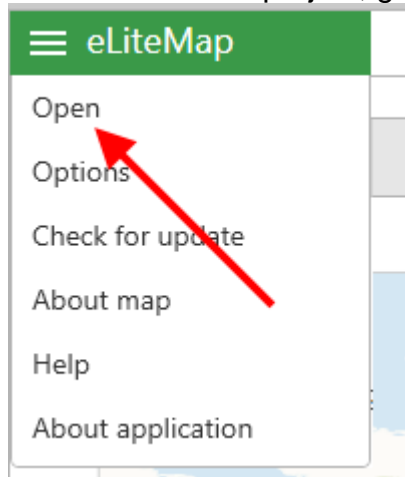 eLiteMap
Open
Options
Check for update
About map
Help
About application